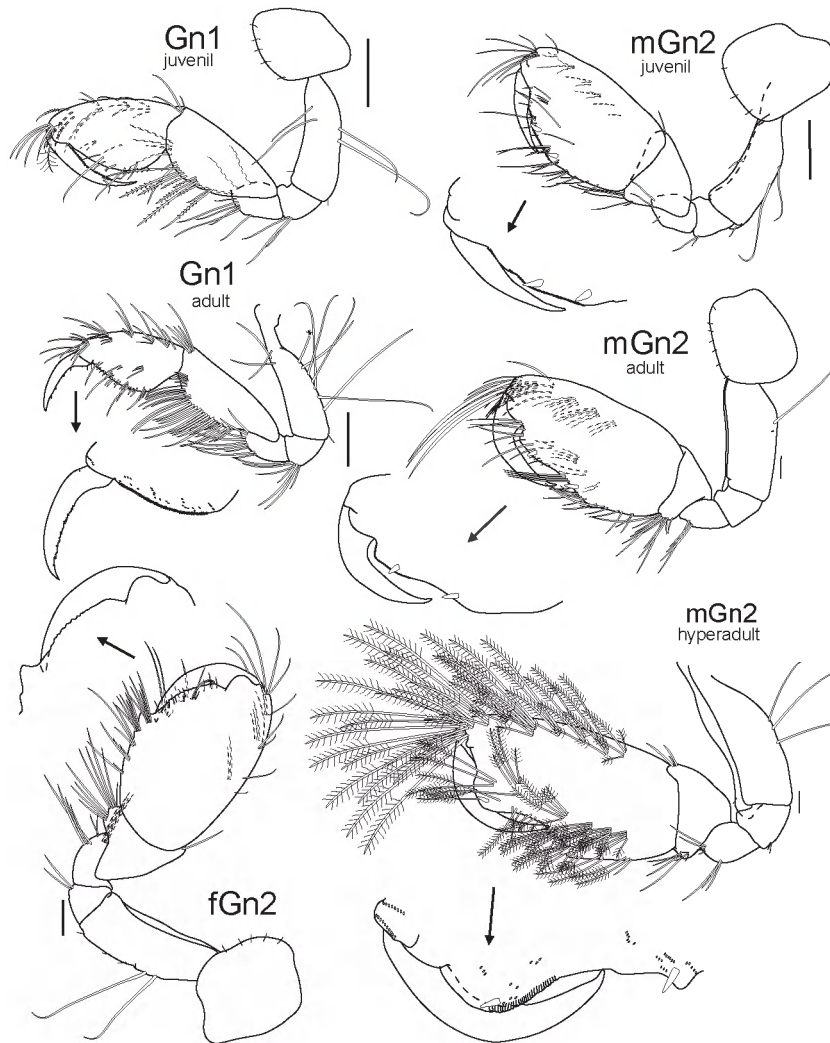 Gn1
juvenil
mGn2
juvenil
Gn1
adult
mGn2
adult
mGn2
hyperadult
fGn2